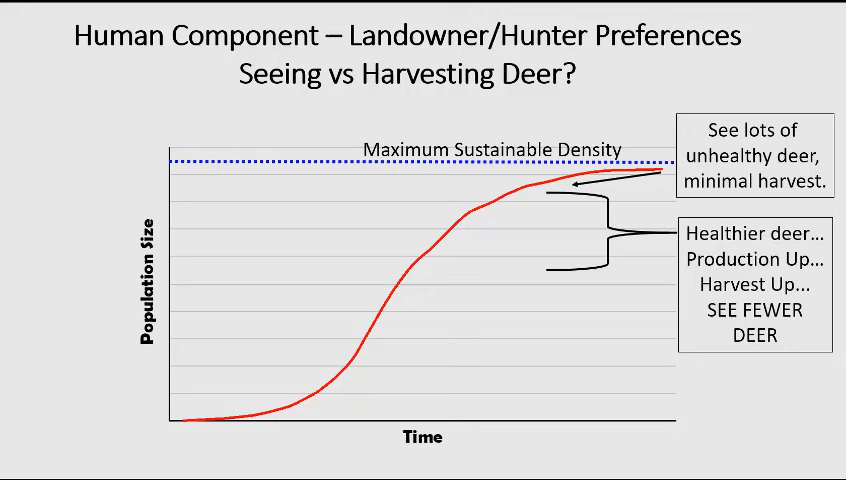 Human Component – Landowner/Hunter Preferences
Seeing vs Harvesting Deer?
Maximum Sustainable Density
See lots of
unhealthy deer,
minimal harvest.
Healthier deer...
Production Up...
Harvest Up...
SEE FEWER
DEER
Population Size
Time